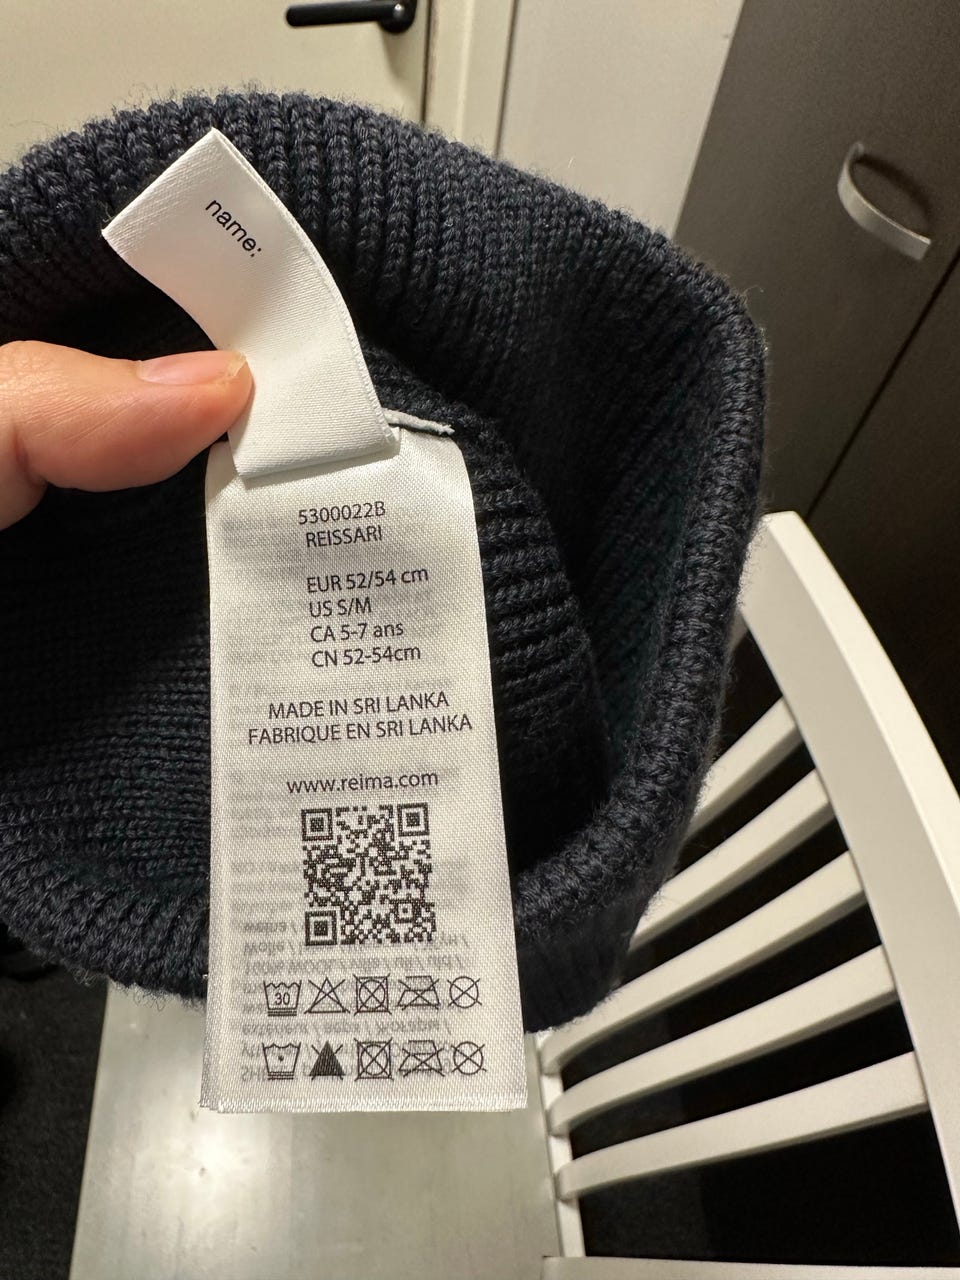 name:
5300022B
REISSARI
EUR 52/54 cm
US S/M
CA 5-7 ans
CN 52-54cm
MADE IN SRI LANKA
FABRIQUE EN SRI LANKA
www.reima.com
30